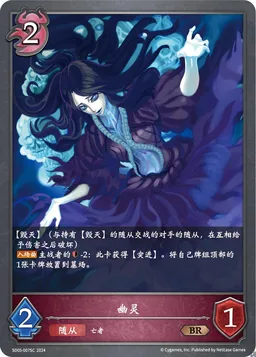 2
【毁灭】（与持有【毁灭】的随从交战的对手的随从，在互相给
予伤害之后破坏）
入场曲 主战者的 -2：此卡获得【突进】。将自己牌组顶部的
1张卡牌放置到墓场。
幽灵
2
随从 亡者
BR
1
SD05-007SC 2024
© Cygames, Inc. Published by NetEase Games